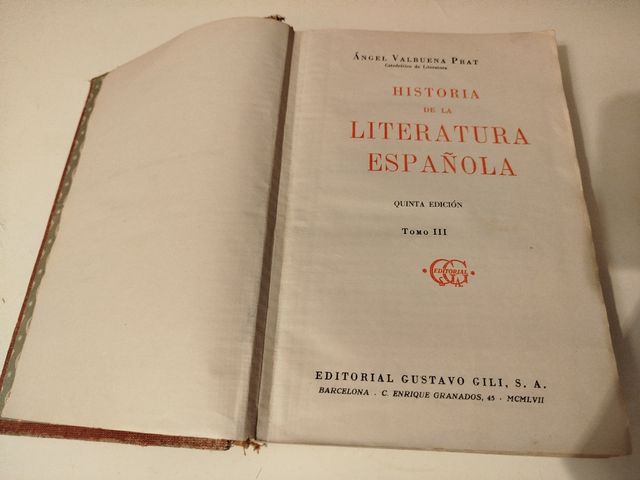 ÁNGEL VALBUENA PRAT
Catedrático de Literatura
HISTORIA
DE LA
LITERATURA
ESPAÑOLA
QUINTA EDICIÓN
TOMO III
GG
EDITORIAL
S. A.
EDITORIAL GUSTAVO GILI, S. A.
BARCELONA . C. ENRIQUE GRANADOS, 45 · MCMLVII